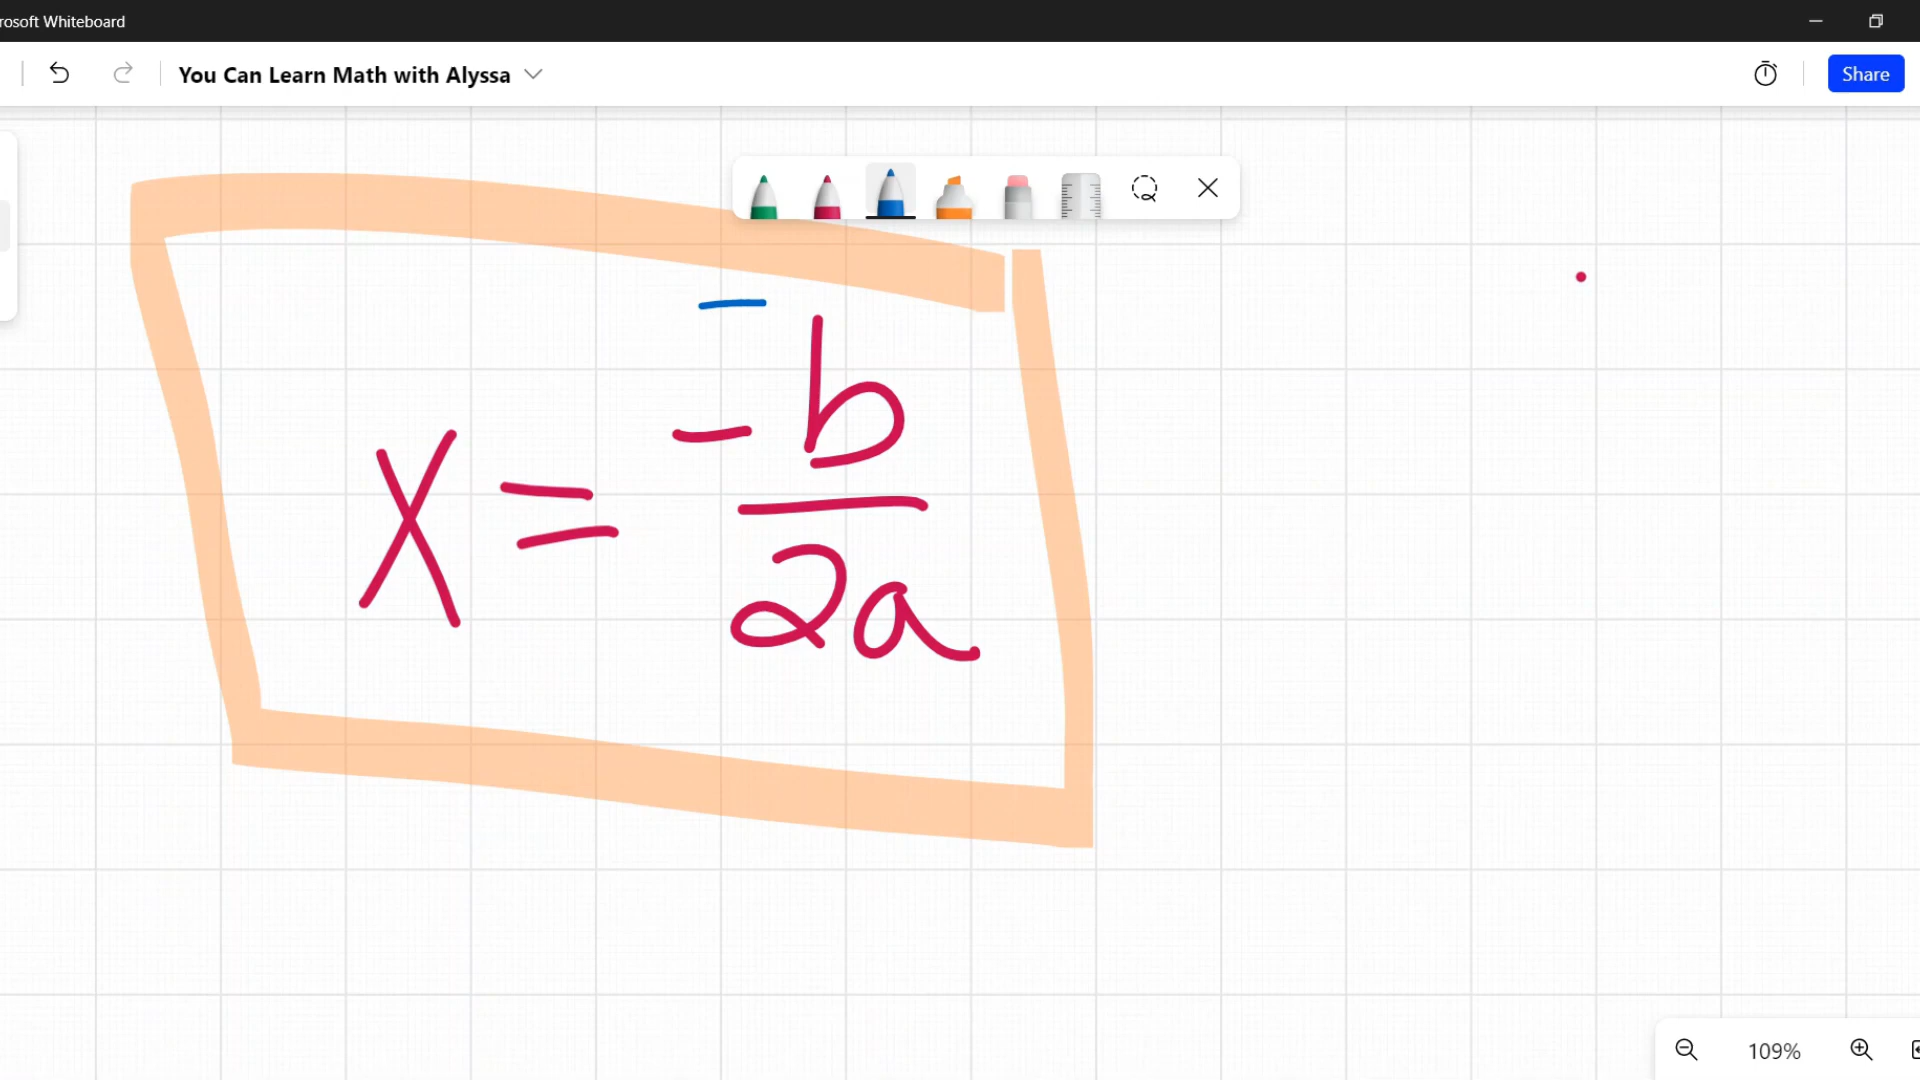 rosoft Whiteboard
You Can Learn Math with Alyssa
Share
x = -b
2a
109%